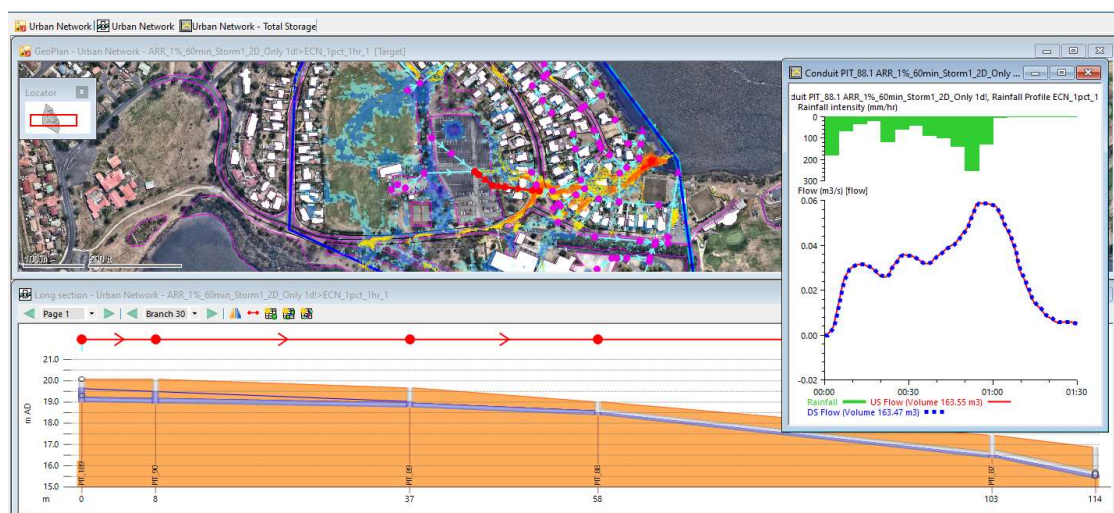 Urban Network Urban Network Urban Network - Total Storage
GeoPlan - Urban Network - ARR_1%_60min_Storm1_2D_Only 1d!>ECN_1pct_1hr_1 [Target]
Locator
Conduit PIT_88.1 ARR_1%_60min_Storm1_2D_Only ...
duit PIT_88.1 ARR_1%_60min_Storm1_2D_Only 1d!, Rainfall Profile ECN_1pct_1
Rainfall intensity (mm/hr)
0
100
200
300
Flow (m3/s) [flow]
0.06
0.04
0.02
0.00
-0.02
00:00 00:30 01:00 01:30
Rainfall US Flow (Volume 163.55 m3)
DS Flow (Volume 163.47 m3)
Long section - Urban Network - ARR_1%_60min_Storm1_2D_Only 1d!>ECN_1pct_1hr_1
Page 1 Branch 30
m AD
21.0
20.0
19.0
18.0
17.0
16.0
15.0
PIT_189 PIT_90 PIT_89 PIT_88 PIT_87
m 0 8 37 58 103 114